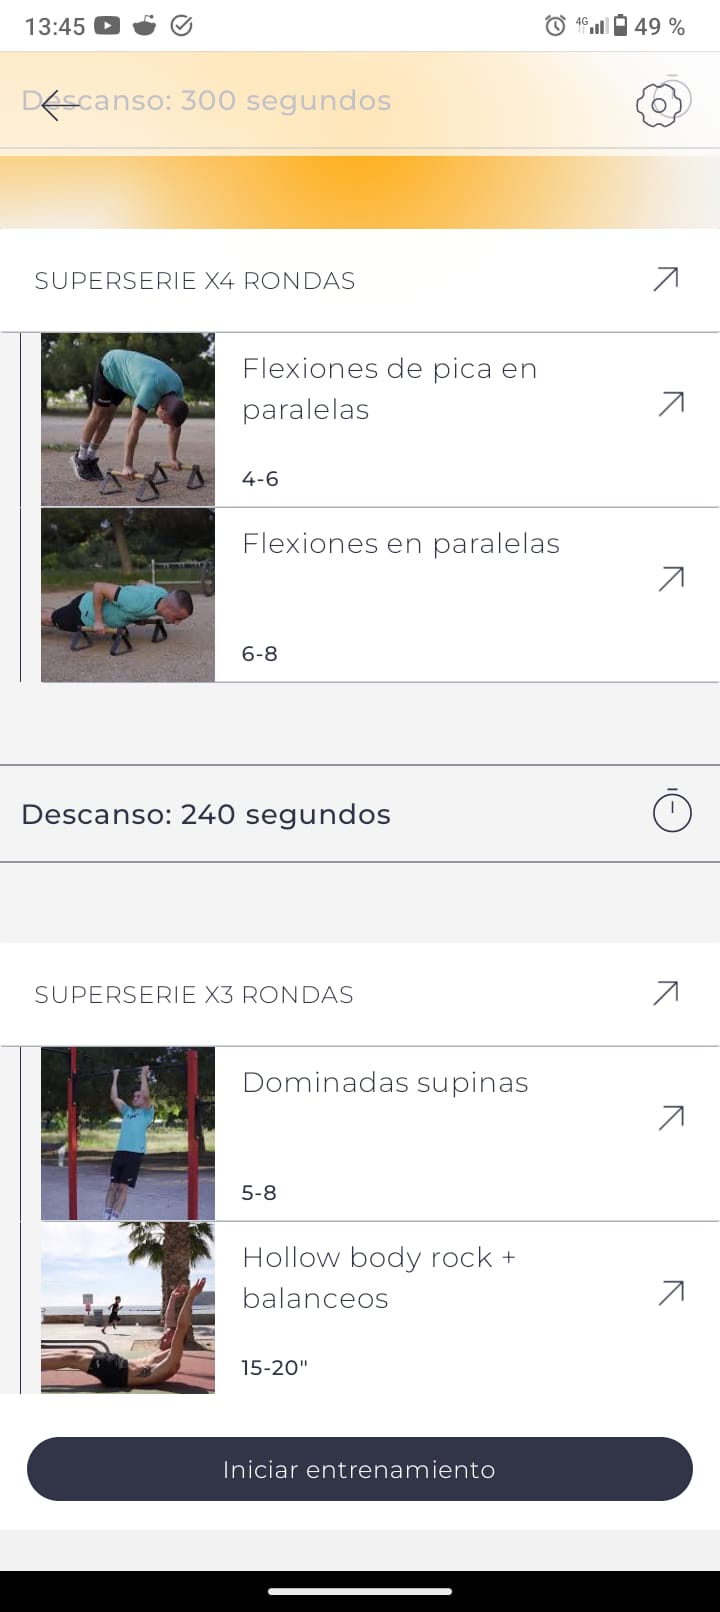 13:45
4G
49 %
Descanso: 300 segundos
SUPERSERIE X4 RONDAS
Flexiones de pica en
paralelas
4-6
Flexiones en paralelas
6-8
Descanso: 240 segundos
SUPERSERIE X3 RONDAS
Dominadas supinas
5-8
Hollow body rock +
balanceos
15-20"
Iniciar entrenamiento